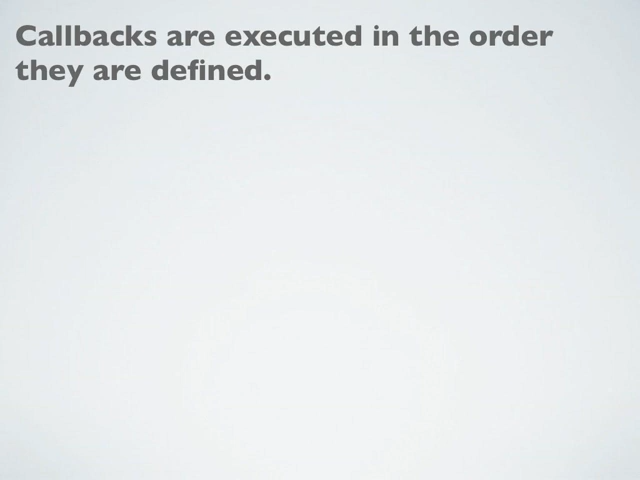 Callbacks are executed in the order
they are defined.